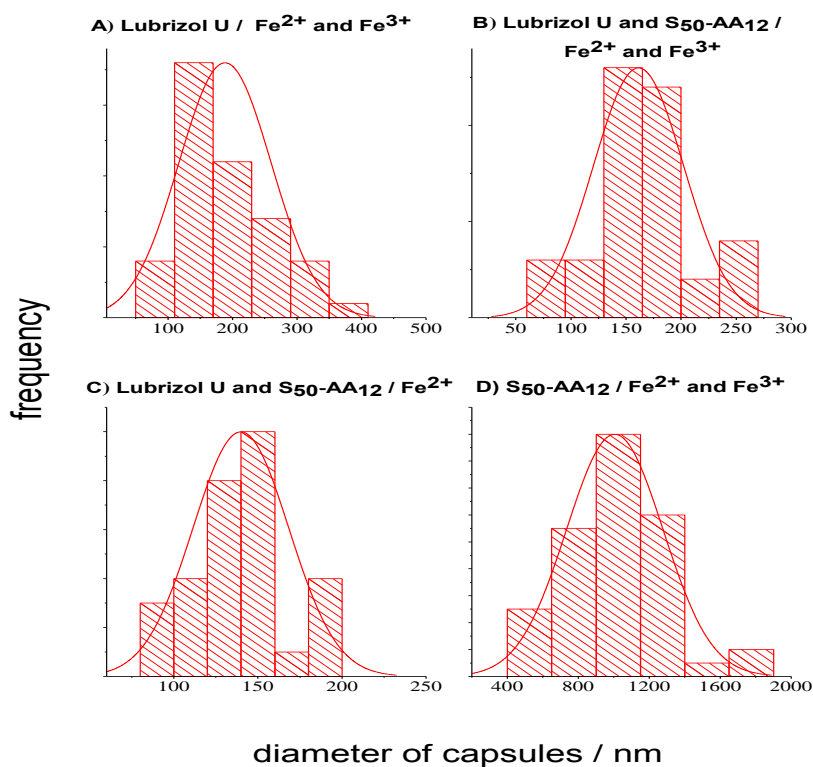 A) Lubrizol U / Fe2+ and Fe3+
100 200 300 400 500
B) Lubrizol U and S50-AA12 /
Fe2+ and Fe3+
50 100 150 200 250 300
frequency
C) Lubrizol U and S50-AA12 / Fe2+
100 150 200 250
D) S50-AA12 / Fe2+ and Fe3+
400 800 1200 1600 2000
diameter of capsules / nm